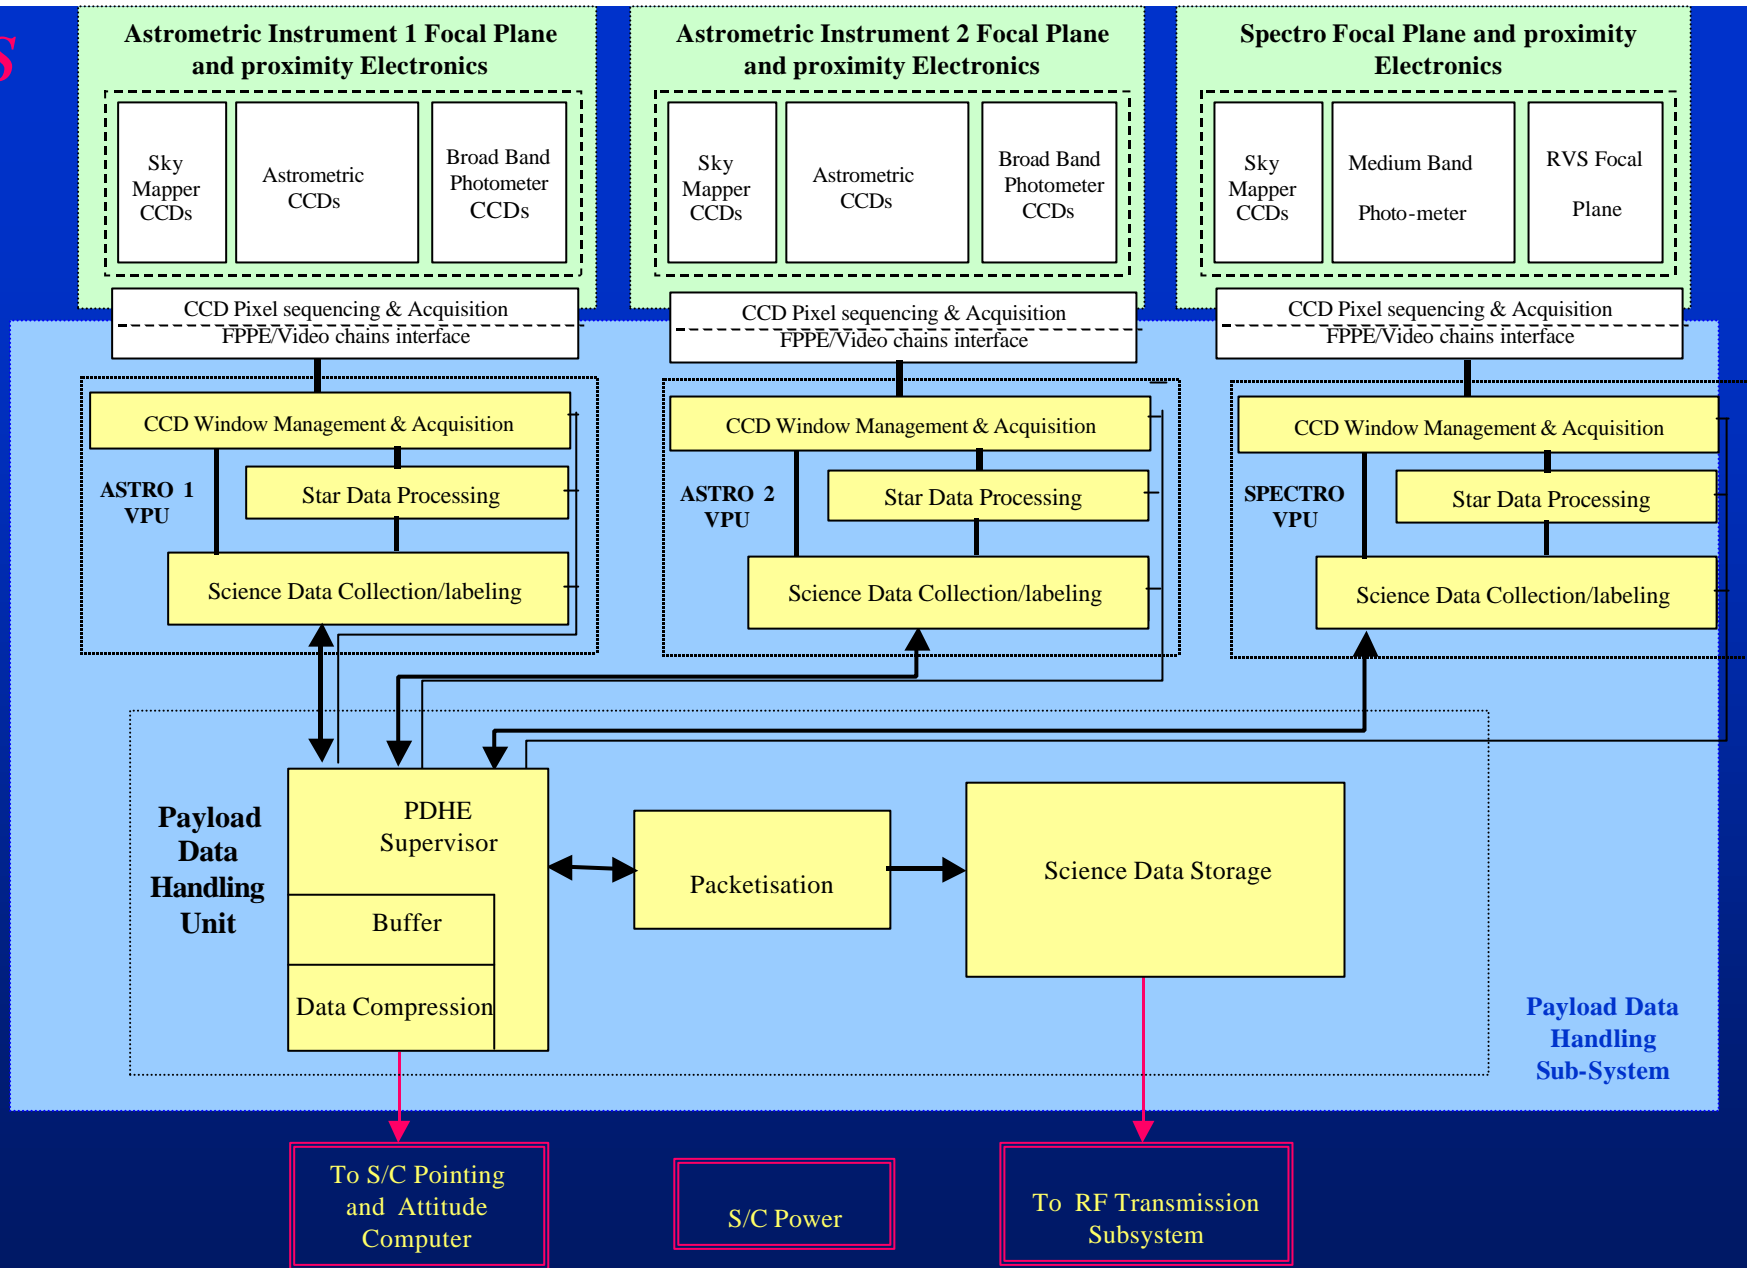 S
Astrometric Instrument 1 Focal Plane
and proximity Electronics
Astrometric Instrument 2 Focal Plane
and proximity Electronics
Spectro Focal Plane and proximity
Electronics
Sky
Mapper
CCDs
Astrometric
CCDs
Broad Band
Photometer
CCDs
Sky
Mapper
CCDs
Astrometric
CCDs
Broad Band
Photometer
CCDs
Sky
Mapper
CCDs
Medium Band
Photo-meter
RVS Focal
Plane
CCD Pixel sequencing & Acquisition
FPPE/Video chains interface
CCD Pixel sequencing & Acquisition
FPPE/Video chains interface
CCD Pixel sequencing & Acquisition
FPPE/Video chains interface
CCD Window Management & Acquisition
ASTRO 1
VPU
Star Data Processing
Science Data Collection/labeling
CCD Window Management & Acquisition
ASTRO 2
VPU
Star Data Processing
Science Data Collection/labeling
CCD Window Management & Acquisition
SPECTRO
VPU
Star Data Processing
Science Data Collection/labeling
Payload
Data
Handling
Unit
PDHE
Supervisor
Buffer
Data Compression
Packetisation
Science Data Storage
Payload Data
Handling
Sub-System
To S/C Pointing
and Attitude
Computer
S/C Power
To RF Transmission
Subsystem